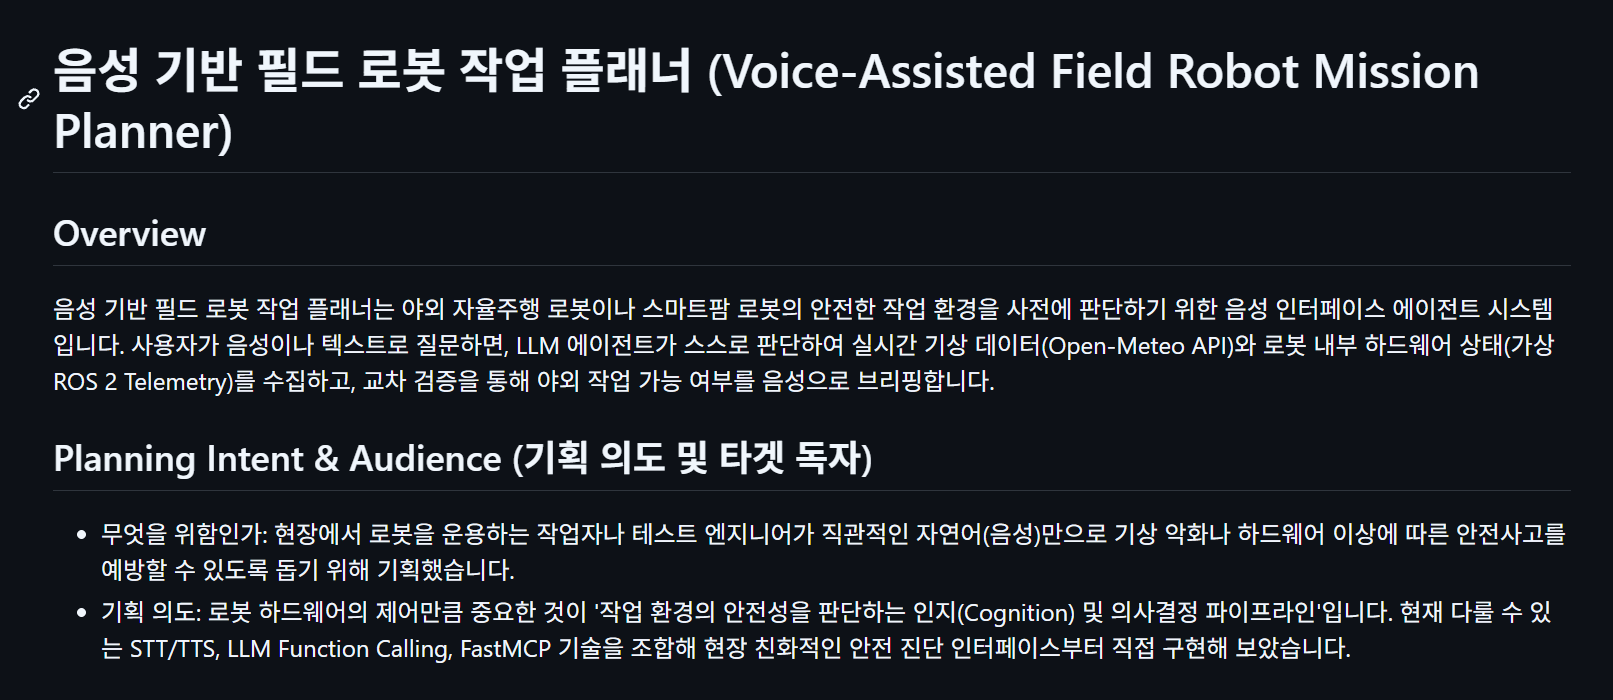 음성 기반 필드 로봇 작업 플래너 (Voice-Assisted Field Robot Mission
Planner)
Overview
음성 기반 필드 로봇 작업 플래너는 야외 자율주행 로봇이나 스마트팜 로봇의 안전한 작업 환경을 사전에 판단하기 위한 음성 인터페이스 에이전트 시스템
입니다. 사용자가 음성이나 텍스트로 질문하면, LLM 에이전트가 스스로 판단하여 실시간 기상 데이터(Open-Meteo API)와 로봇 내부 하드웨어 상태(가상
ROS 2 Telemetry)를 수집하고, 교차 검증을 통해 야외 작업 가능 여부를 음성으로 브리핑합니다.
Planning Intent & Audience (기획 의도 및 타겟 독자)
• 무엇을 위함인가: 현장에서 로봇을 운용하는 작업자나 테스트 엔지니어가 직관적인 자연어(음성)만으로 기상 악화나 하드웨어 이상에 따른 안전사고를
예방할 수 있도록 돕기 위해 기획했습니다.
• 기획 의도: 로봇 하드웨어의 제어만큼 중요한 것이 '작업 환경의 안전성을 판단하는 인지(Cognition) 및 의사결정 파이프라인'입니다. 현재 다룰 수 있
는 STT/TTS, LLM Function Calling, FastMCP 기술을 조합해 현장 친화적인 안전 진단 인터페이스부터 직접 구현해 보았습니다.